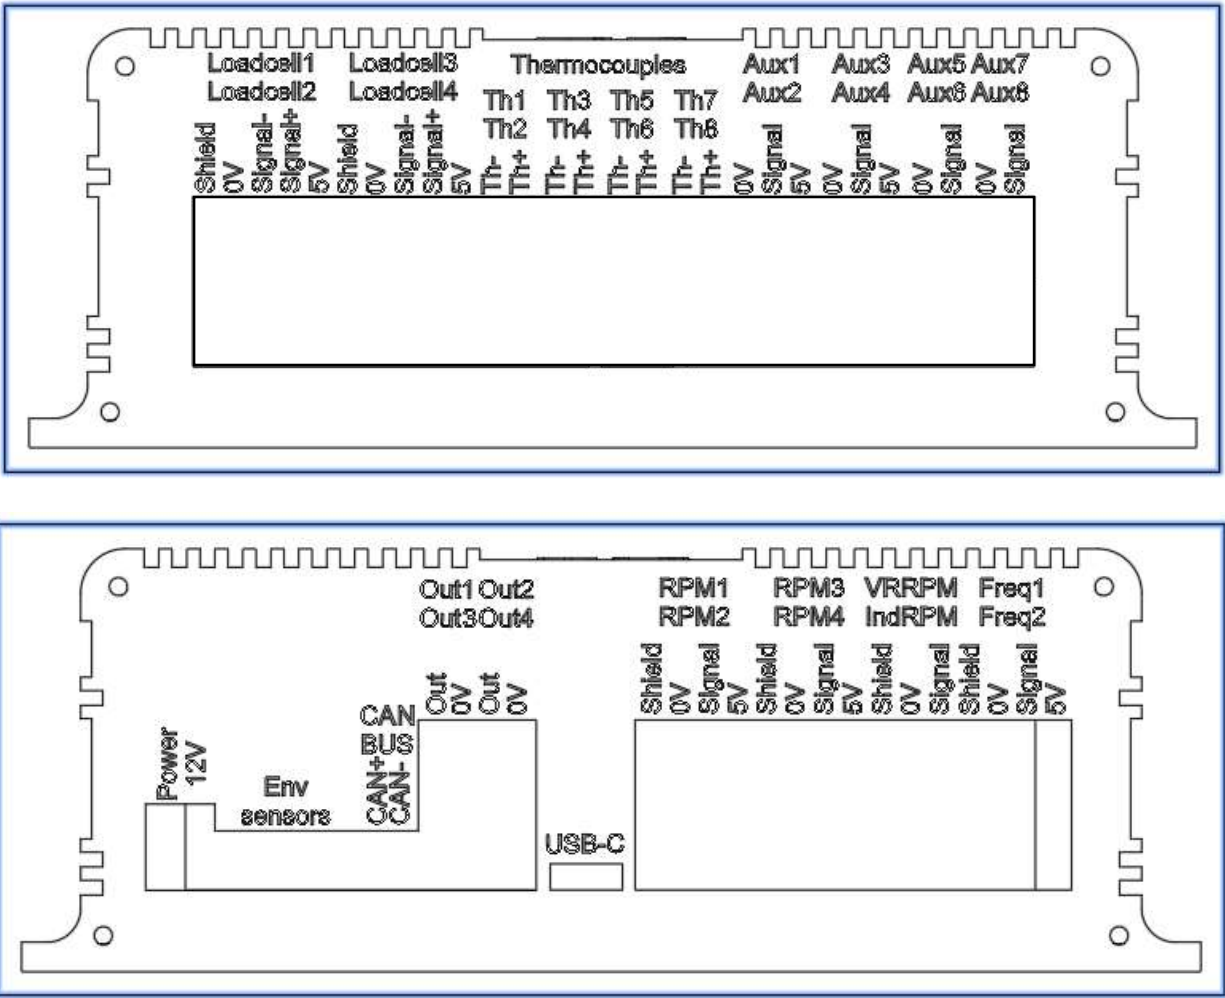 Loadcell1 Loadcell3 Thermocouples Aux1 Aux3 Aux5 Aux7
Loadcell2 Loadcell4 Th1 Th3 Th5 Th7 Aux2 Aux4 Aux6 Aux8
Th2 Th4 Th6 Th8
Shield 0V Signal- Signal+ 5V Shield 0V Signal- Signal+ 5V Th- Th+ Th- Th+ Th- Th+ Th- Th+ 0V Signal 5V 0V Signal 5V 0V Signal 0V Signal
Out1 Out2 RPM1 RPM3 VRRPM Freq1
Out3 Out4 RPM2 RPM4 IndRPM Freq2
Out 0V Out 0V Shield 0V Signal 5V Shield 0V Signal 5V Shield 0V Signal Shield 0V Signal 5V
CAN
BUS
CAN+
CAN-
Power
12V
Env
sensors
USB-C